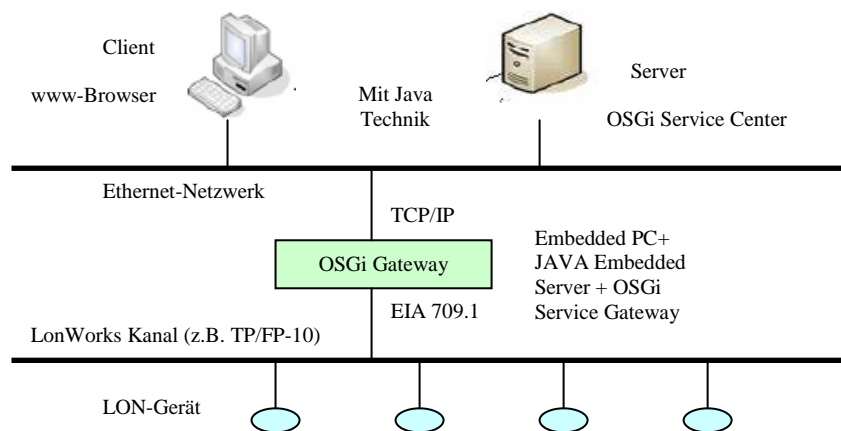 Client
www-Browser
Mit Java
Technik
Server
OSGi Service Center
Ethernet-Netzwerk
TCP/IP
OSGi Gateway
Embedded PC+
JAVA Embedded
Server + OSGi
Service Gateway
EIA 709.1
LonWorks Kanal (z.B. TP/FP-10)
LON-Gerät